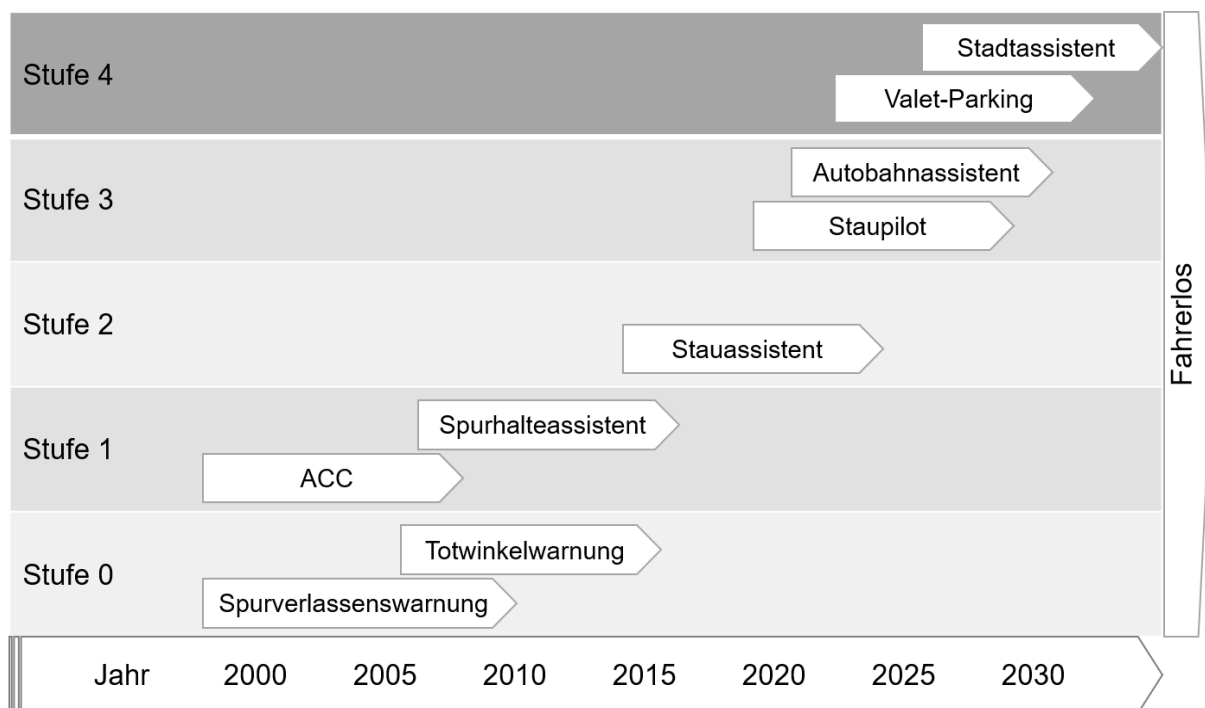 Stufe 4
Stadtassistent
Valet-Parking
Stufe 3
Autobahnassistent
Staupilot
Stufe 2
Stauassistent
Stufe 1
Spurhalteassistent
ACC
Stufe 0
Totwinkelwarnung
Spurverlassenswarnung
Fahrerlos
Jahr 2000 2005 2010 2015 2020 2025 2030